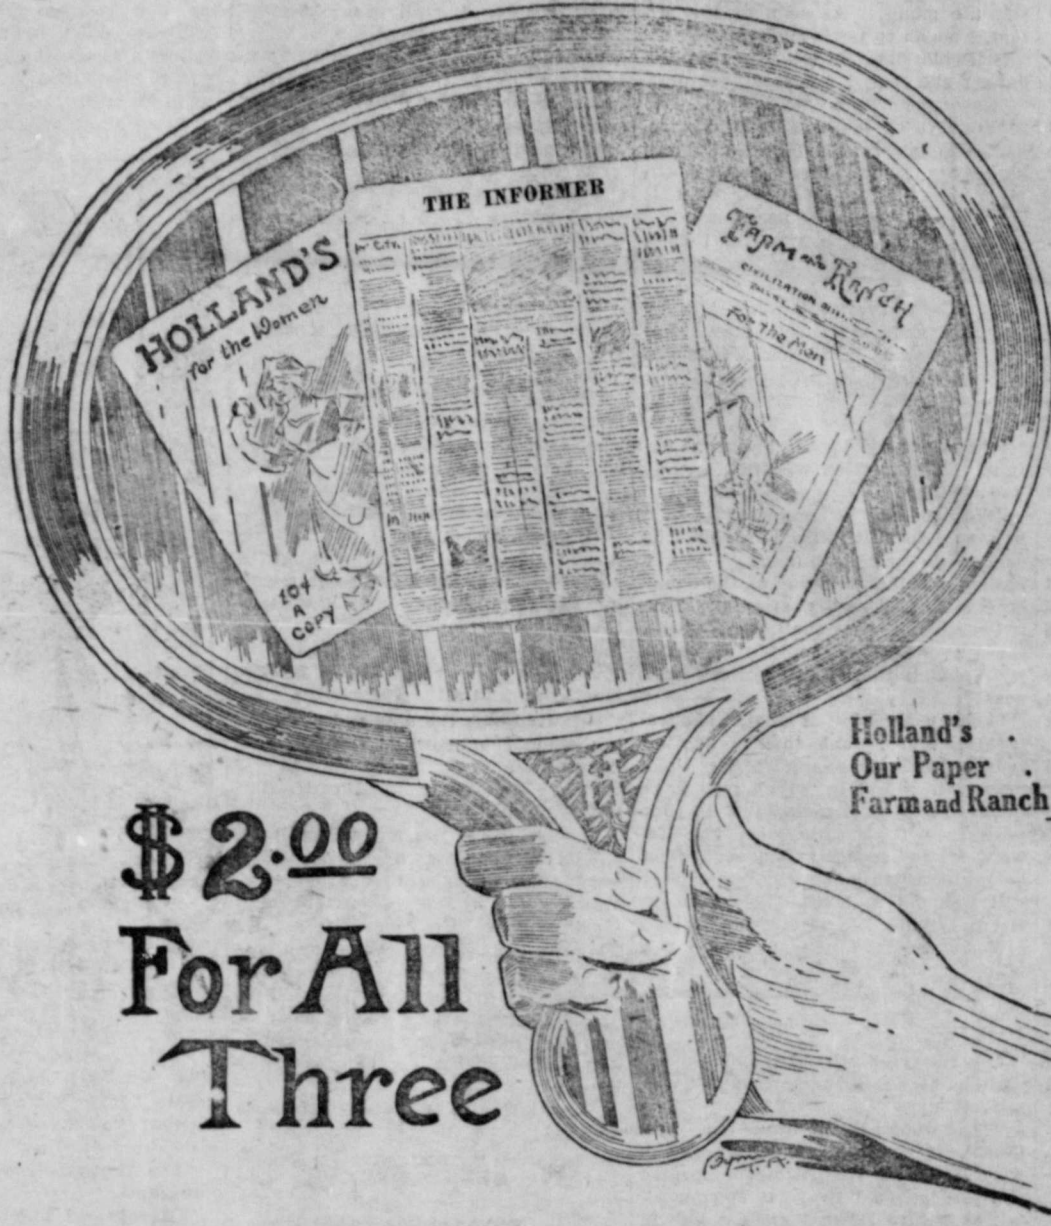 THE INFORMER
HOLLAND'S
for the Women
10¢
A
COPY
FARM AND RANCH
For the Men
Holland's .
Our Paper .
Farm and Ranch
$2.00
For All
Three